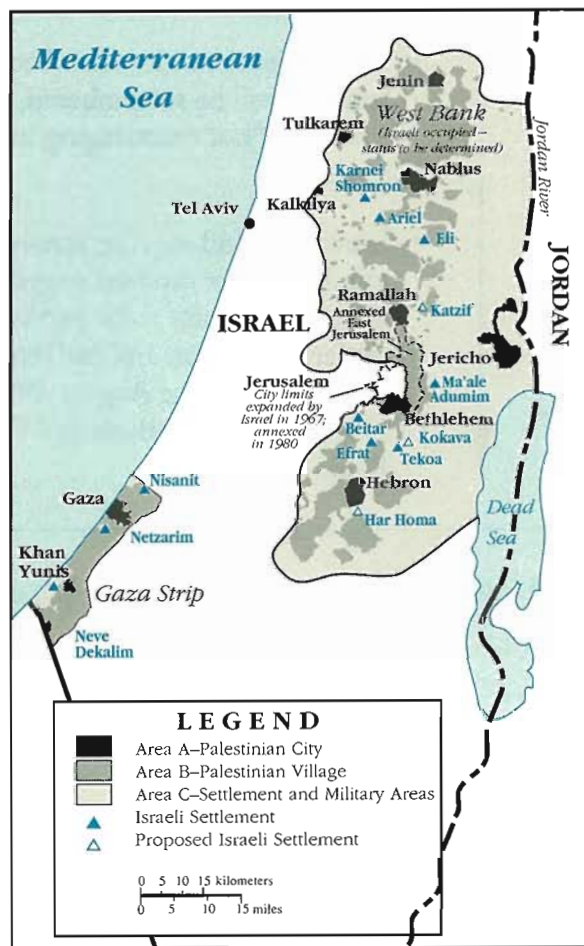 Mediterranean
Sea
Jenin
West Bank
(Israeli occupied–
status to be determined)
Tulkarem
Nablus
Karnei
Shomron
Kalkilya
Tel Aviv
Ariel
Eli
Jordan River
JORDAN
Ramallah
Annexed
East
Jerusalem
Katzif
ISRAEL
Jericho
Jerusalem
City limits
expanded by
Israel in 1967;
annexed
in 1980
Ma'ale
Adumim
Bethlehem
Beitar
Kokava
Efrat
Tekoa
Hebron
Har Homa
Dead
Sea
Nisanit
Gaza
Netzarim
Khan
Yunis
Gaza Strip
Neve
Dekalim
LEGEND
Area A–Palestinian City
Area B–Palestinian Village
Area C–Settlement and Military Areas
Israeli Settlement
Proposed Israeli Settlement
0 5 10 15 kilometers
0 5 10 15 miles